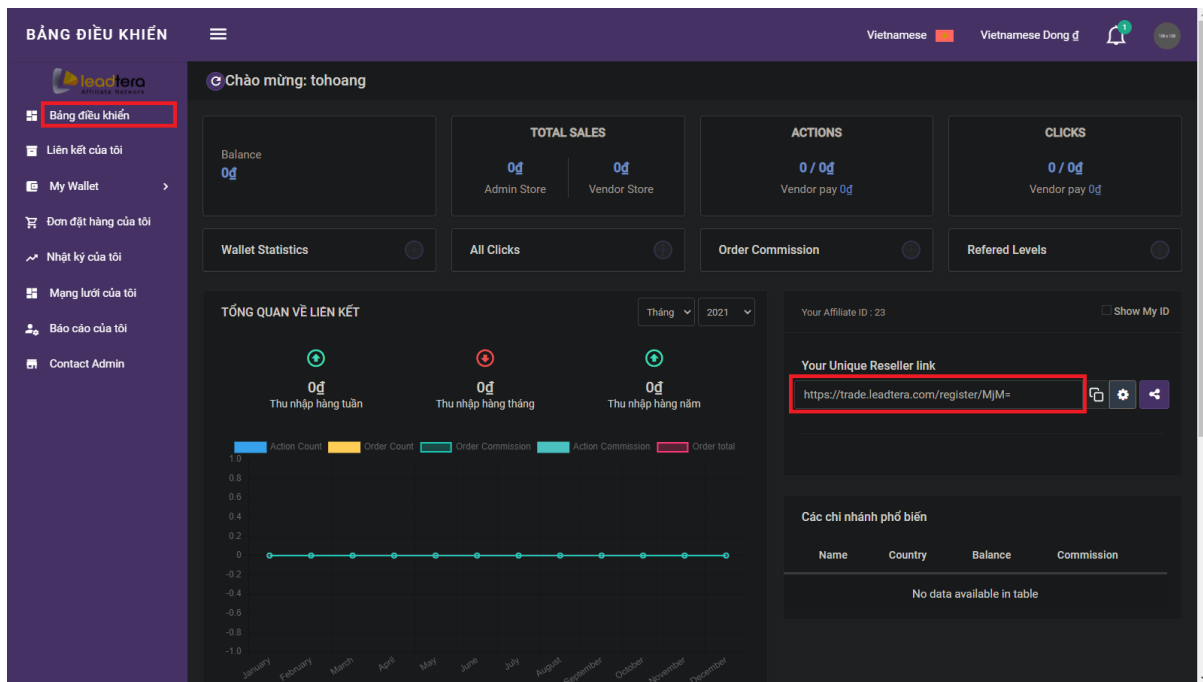 BẢNG ĐIỀU KHIỂN
Vietnamese
Vietnamese Dong ₫
1
leadtera
Affiliate Network
Chào mừng: tohoang
Bảng điều khiển
Liên kết của tôi
My Wallet
Đơn đặt hàng của tôi
Nhật ký của tôi
Mạng lưới của tôi
Báo cáo của tôi
Contact Admin
Balance
0₫
TOTAL SALES
0₫ 0₫
Admin Store Vendor Store
ACTIONS
0 / 0₫
Vendor pay 0₫
CLICKS
0 / 0₫
Vendor pay 0₫
Wallet Statistics
All Clicks
Order Commission
Refered Levels
TỔNG QUAN VỀ LIÊN KẾT
Tháng 2021
0₫
Thu nhập hàng tuần
0₫
Thu nhập hàng tháng
0₫
Thu nhập hàng năm
Action Count Order Count Order Commission Action Commission Order total
1.0
0.8
0.6
0.4
0.2
0
-0.2
-0.4
-0.6
-0.8
-1.0
January February March April May June July August September October November December
Your Affiliate ID : 23
Show My ID
Your Unique Reseller link
https://trade.leadtera.com/register/MjM=
Các chi nhánh phổ biến
Name Country Balance Commission
No data available in table